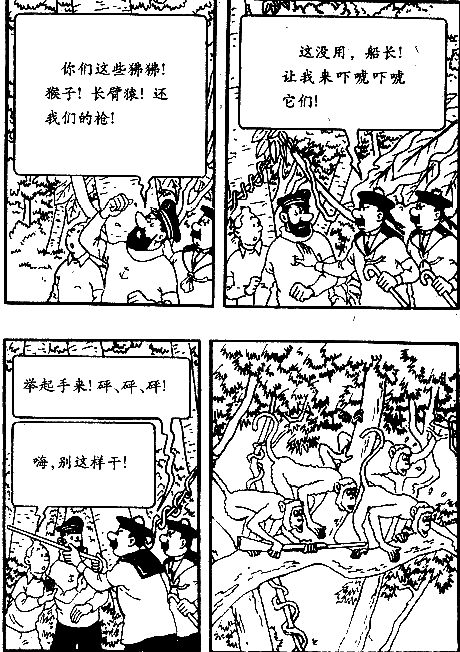 你们这些狒狒!
猴子! 长臂猿! 还
我们的枪!
这没用，船长!
让我来吓唬吓唬
它们!
举起手来! 砰、砰、砰!
嗨,别这样干!